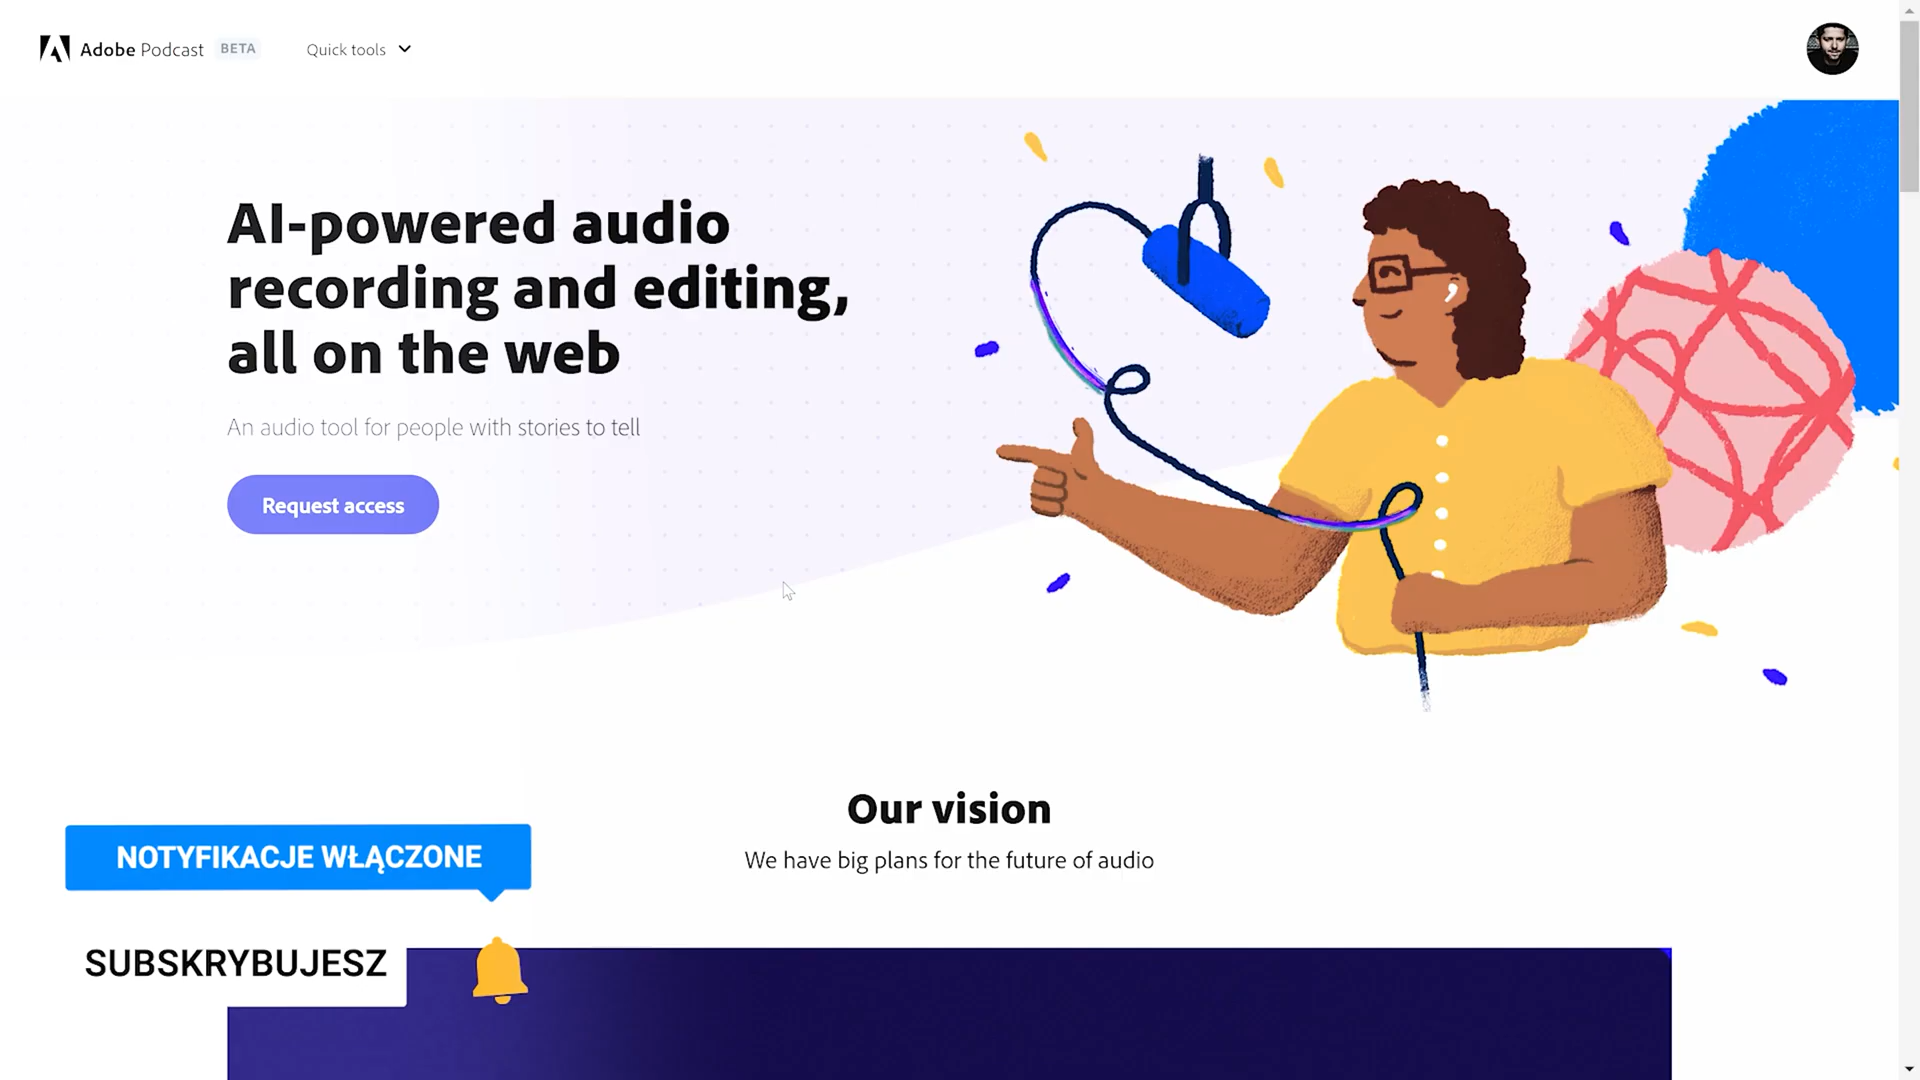 Adobe Podcast BETA
Quick tools
AI-powered audio
recording and editing,
all on the web
An audio tool for people with stories to tell
Request access
Our vision
We have big plans for the future of audio
NOTYFIKACJE WŁĄCZONE
SUBSKRYBUJESZ